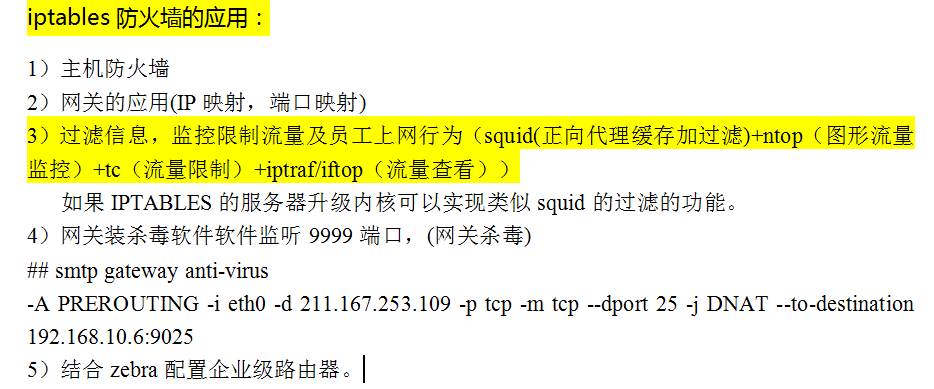 iptables 防火墙的应用：
1）主机防火墙
2）网关的应用(IP 映射，端口映射)
3）过滤信息，监控限制流量及员工上网行为（squid(正向代理缓存加过滤)+ntop（图形流量
监控）+tc（流量限制）+iptraf/iftop（流量查看））
如果 IPTABLES 的服务器升级内核可以实现类似 squid 的过滤的功能。
4）网关装杀毒软件软件监听 9999 端口，(网关杀毒)
## smtp gateway anti-virus
-A PREROUTING -i eth0 -d 211.167.253.109 -p tcp -m tcp --dport 25 -j DNAT --to-destination
192.168.10.6:9025
5）结合 zebra 配置企业级路由器。